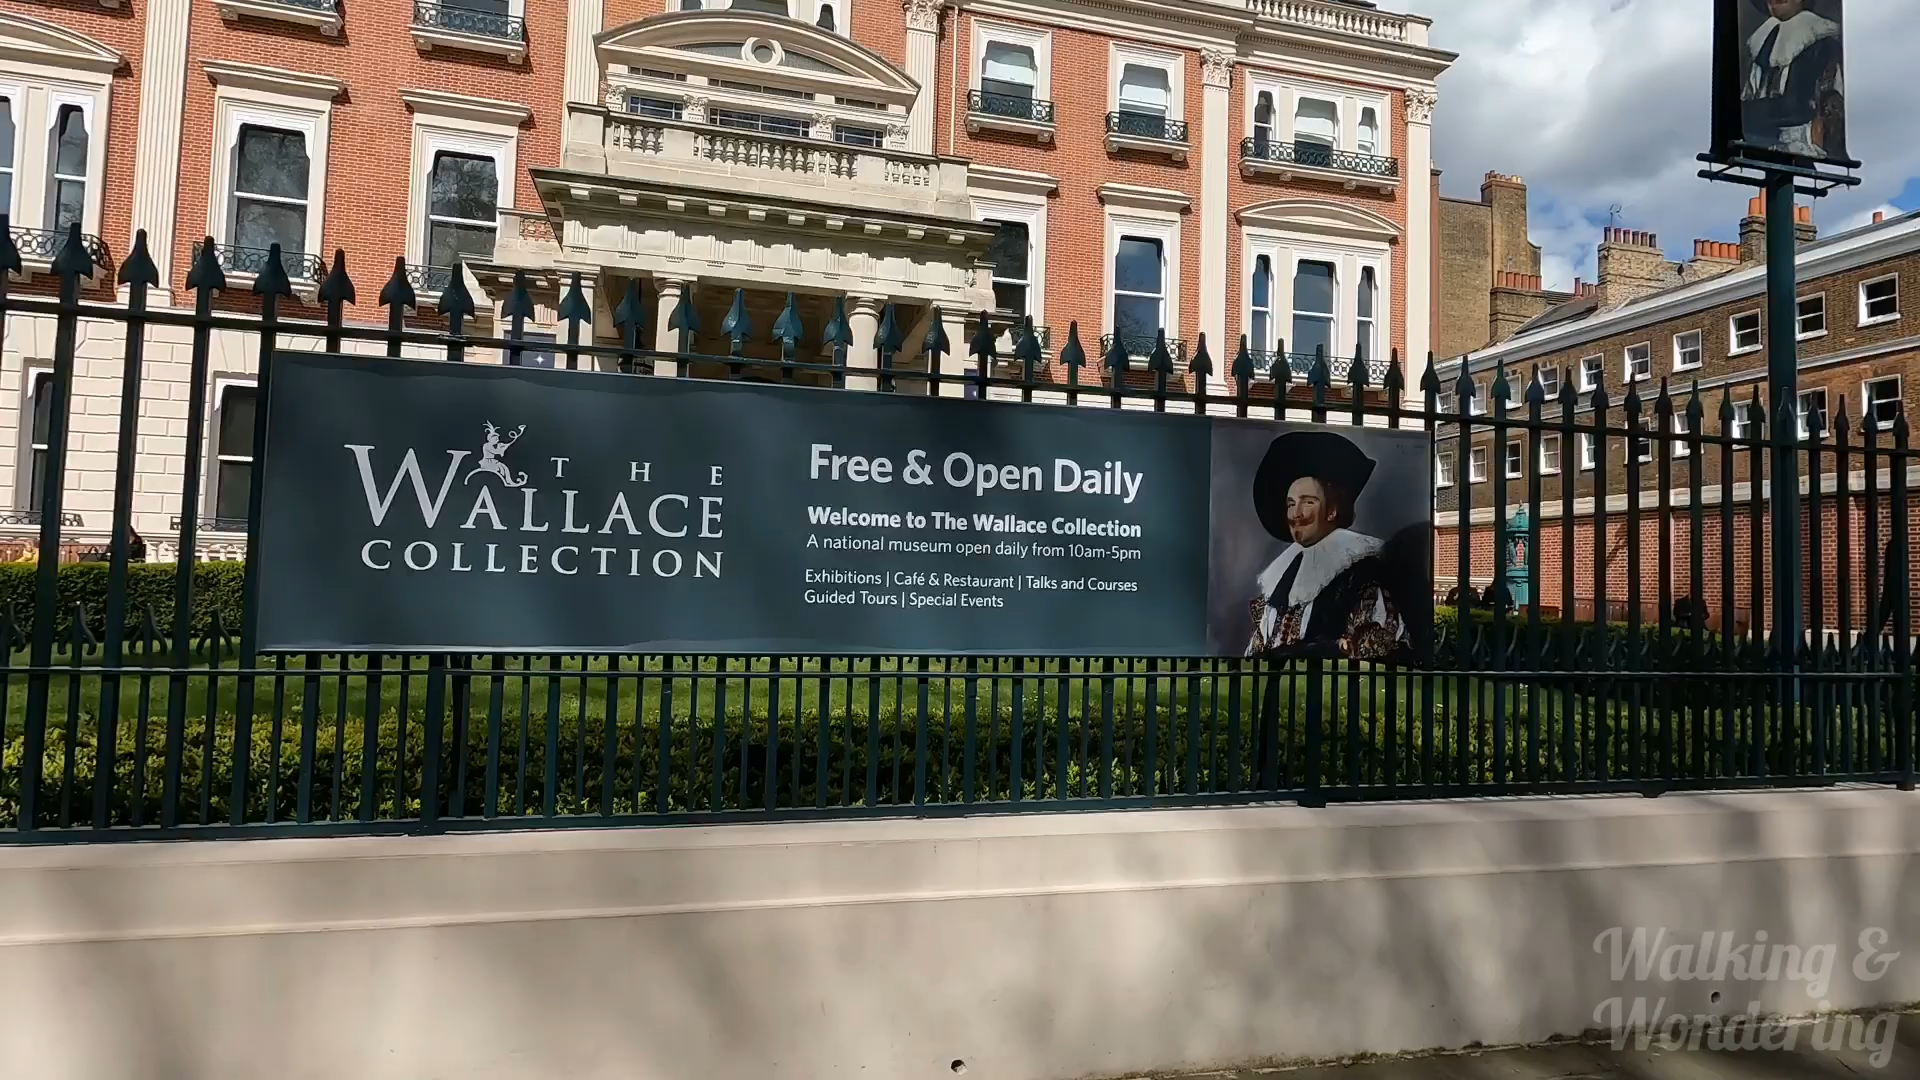 THE
WALLACE
COLLECTION
Free & Open Daily
Welcome to The Wallace Collection
A national museum open daily from 10am-5pm
Exhibitions | Café & Restaurant | Talks and Courses
Guided Tours | Special Events
Walking &
Wondering